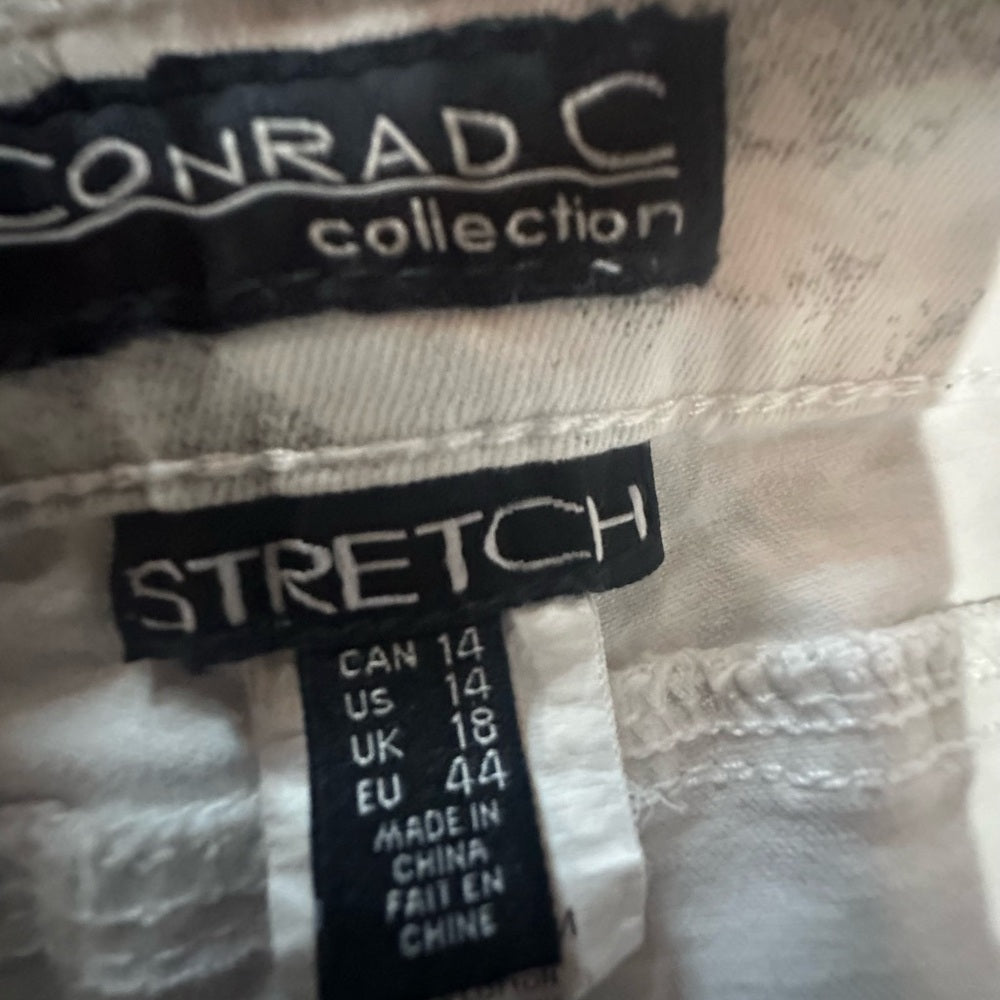 CONRAD C
collection
STRETCH
CAN 14
US 14
UK 18
EU 44
MADE IN
CHINA
FAIT EN
CHINE